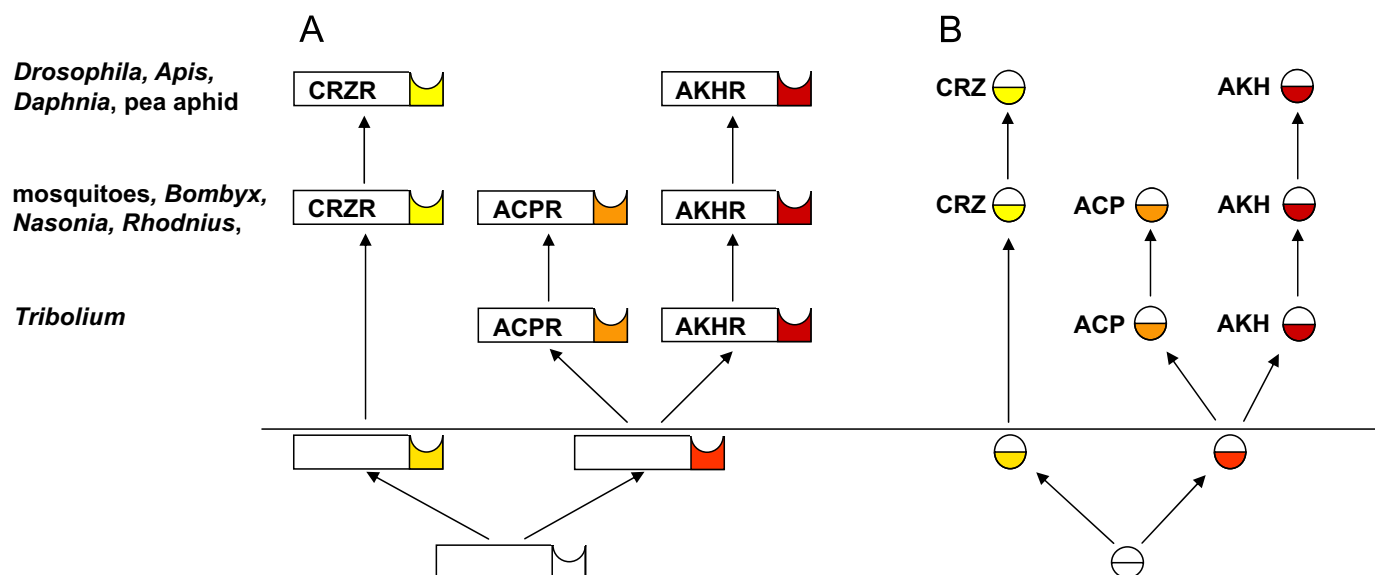 A
B
Drosophila, Apis,
Daphnia, pea aphid
CRZR
AKHR
CRZ
AKH
mosquitoes, Bombyx,
Nasonia, Rhodnius,
CRZR
ACPR
AKHR
CRZ
ACP
AKH
Tribolium
ACPR
AKHR
ACP
AKH